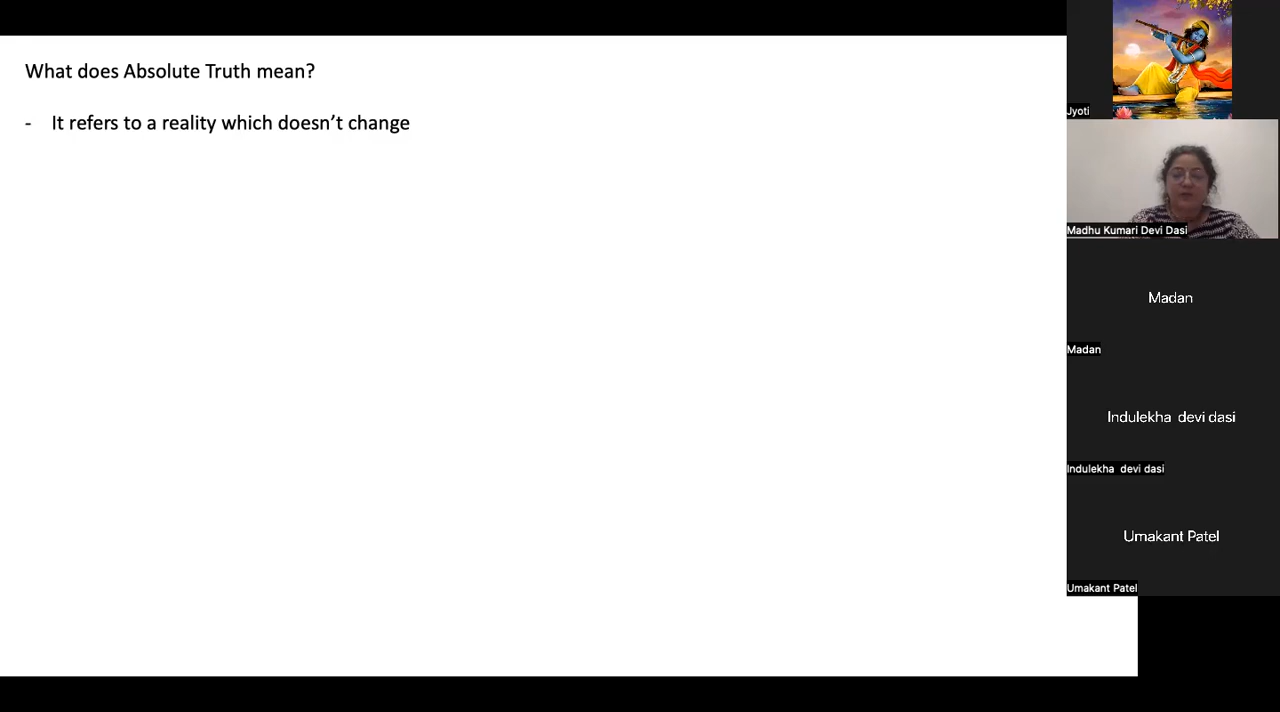 What does Absolute Truth mean?
- It refers to a reality which doesn’t change
Jyoti
Madhu Kumari Devi Dasi
Madan
Madan
Indulekha devi dasi
Indulekha devi dasi
Umakant Patel
Umakant Patel